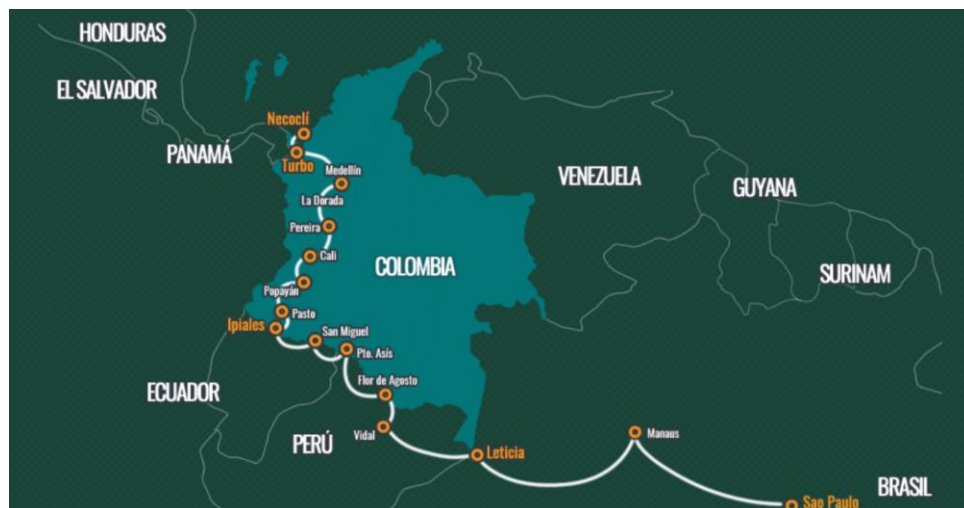 HONDURAS
EL SALVADOR
PANAMÁ
Necoclí
Turbo
Medellín
La Dorada
Pereira
Cali
COLOMBIA
VENEZUELA
GUYANA
SURINAM
Popayán
Pasto
Ipiales
San Miguel
Pto. Asís
ECUADOR
Flor de Agosto
PERÚ
Vidal
Leticia
Manaus
BRASIL
Sao Paulo